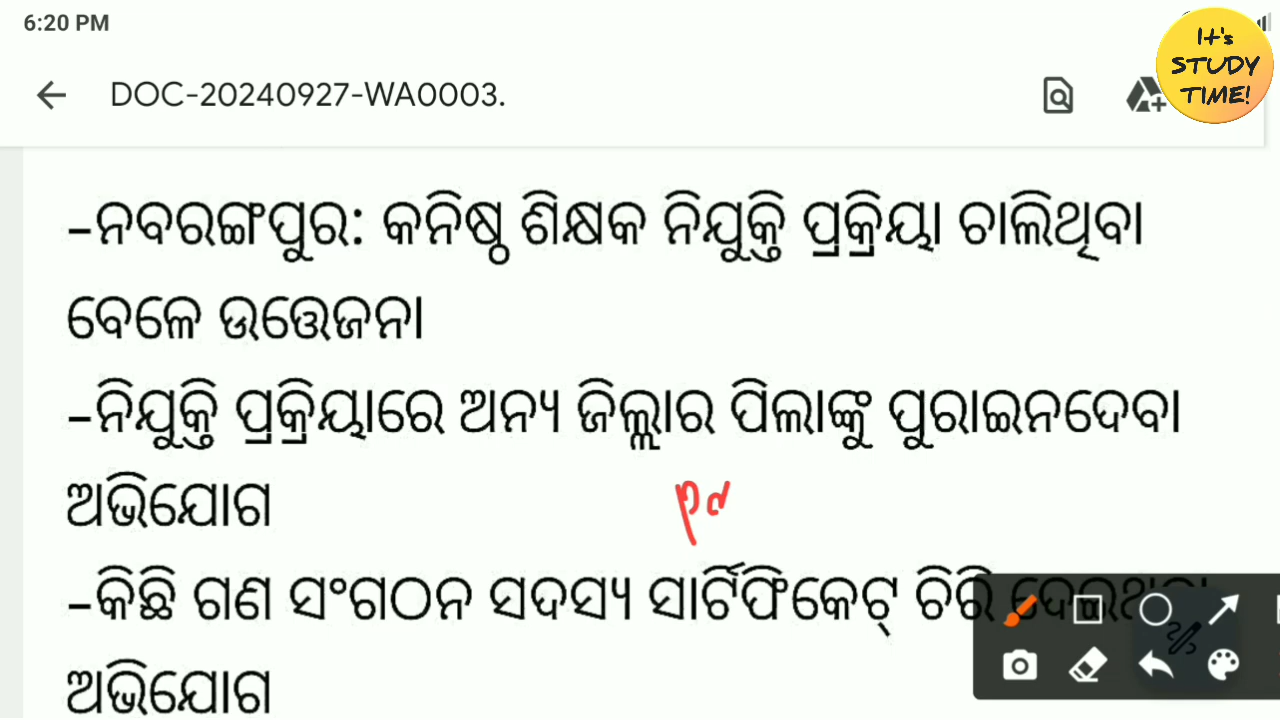 6:20 PM
It's
STUDY
TIME!
DOC-20240927-WA0003.
–ନବରଙ୍ଗପୁର: କନିଷ୍ଠ ଶିକ୍ଷକ ନିଯୁକ୍ତି ପ୍ରକ୍ରିୟା ଚାଲିଥିବା
ବେଳେ ଉତ୍ତେଜନା
–ନିଯୁକ୍ତି ପ୍ରକ୍ରିୟାରେ ଅନ୍ୟ ଜିଲ୍ଲାର ପିଲାଙ୍କୁ ପୁରାଇନଦେବା
ଅଭିଯୋଗ
–କିଛି ଗଣ ସଂଗଠନ ସଦସ୍ୟ ସାର୍ଟିଫିକେଟ୍ ଚିରି ଦେଇଥିବା
ଅଭିଯୋଗ